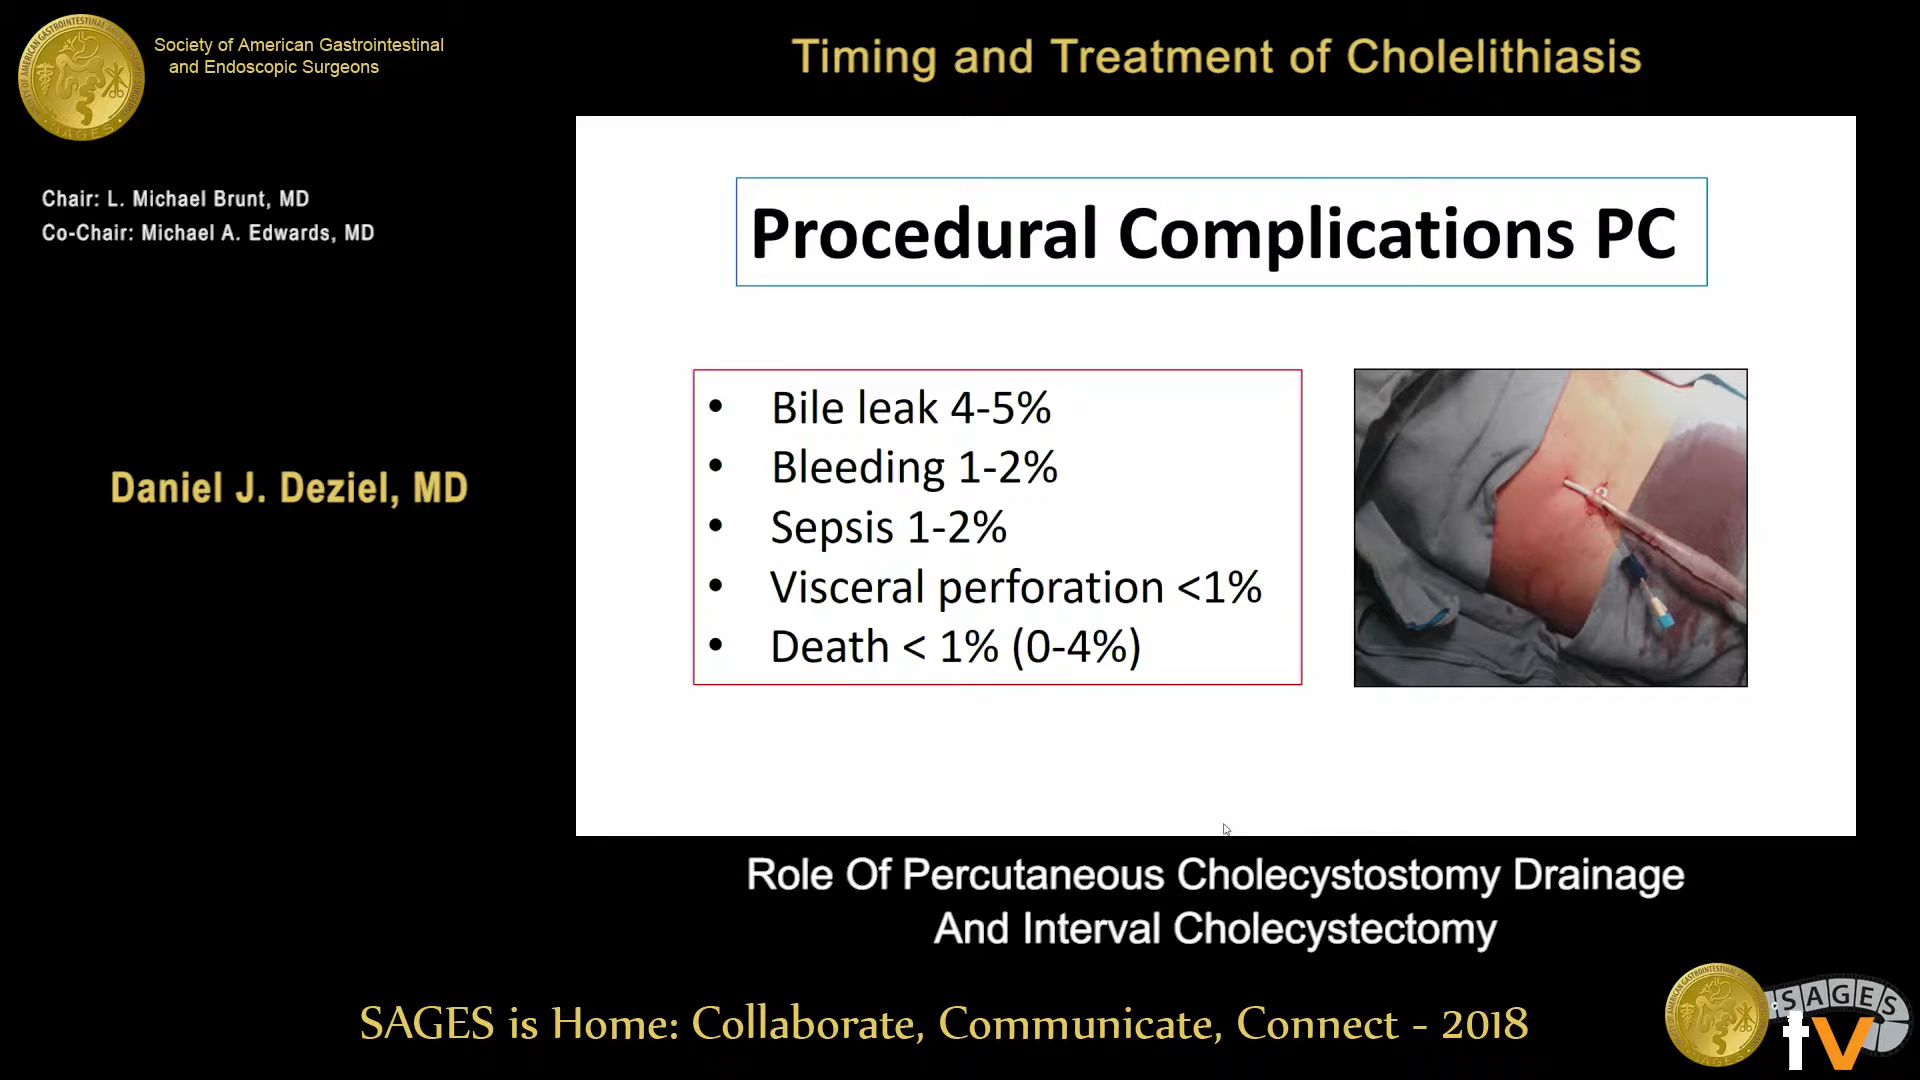 Society of American Gastrointestinal
and Endoscopic Surgeons
Timing and Treatment of Cholelithiasis
Chair: L. Michael Brunt, MD
Co-Chair: Michael A. Edwards, MD
Daniel J. Deziel, MD
Procedural Complications PC
• Bile leak 4-5%
• Bleeding 1-2%
• Sepsis 1-2%
• Visceral perforation <1%
• Death < 1% (0-4%)
Role Of Percutaneous Cholecystostomy Drainage
And Interval Cholecystectomy
SAGES is Home: Collaborate, Communicate, Connect - 2018
SAGES
tv